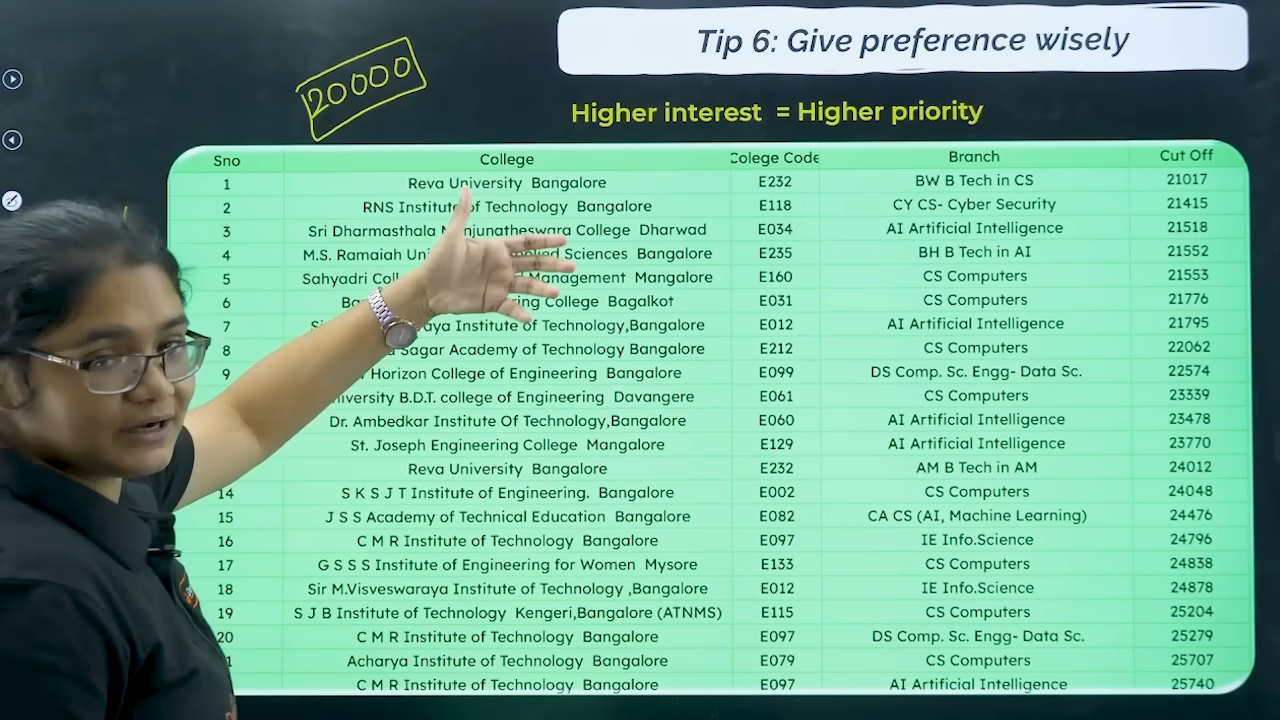 Tip 6: Give preference wisely
20000
Higher interest = Higher priority
Sno College Colege Code Branch Cut Off
1 Reva University Bangalore E232 BW B Tech in CS 21017
2 RNS Institute of Technology Bangalore E118 CY CS- Cyber Security 21415
3 Sri Dharmasthala Manjunatheswara College Dharwad E034 AI Artificial Intelligence 21518
4 M.S. Ramaiah Sciences Bangalore E235 BH B Tech in AI 21552
5 Sahyadri Management Mangalore E160 CS Computers 21553
6 College Bagalkot E031 CS Computers 21776
7 Institute of Technology,Bangalore E012 AI Artificial Intelligence 21795
8 Sagar Academy of Technology Bangalore E212 CS Computers 22062
9 Horizon College of Engineering Bangalore E099 DS Comp. Sc. Engg- Data Sc. 22574
B.D.T. college of Engineering Davangere E061 CS Computers 23339
Dr. Ambedkar Institute Of Technology,Bangalore E060 AI Artificial Intelligence 23478
St. Joseph Engineering College Mangalore E129 AI Artificial Intelligence 23770
Reva University Bangalore E232 AM B Tech in AM 24012
14 S K S J T Institute of Engineering. Bangalore E002 CS Computers 24048
15 J S S Academy of Technical Education Bangalore E082 CA CS (AI, Machine Learning) 24476
16 C M R Institute of Technology Bangalore E097 IE Info.Science 24796
17 G S S S Institute of Engineering for Women Mysore E133 CS Computers 24838
18 Sir M.Visveswaraya Institute of Technology ,Bangalore E012 IE Info.Science 24878
19 S J B Institute of Technology Kengeri,Bangalore (ATNMS) E115 CS Computers 25204
20 C M R Institute of Technology Bangalore E097 DS Comp. Sc. Engg- Data Sc. 25279
Acharya Institute of Technology Bangalore E079 CS Computers 25707
C M R Institute of Technology Bangalore E097 AI Artificial Intelligence 25740